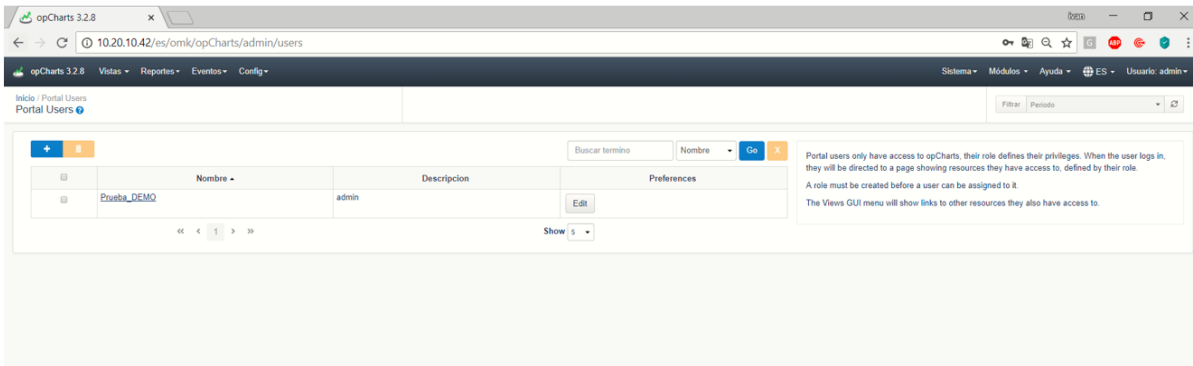 opCharts 3.2.8
ivan
10.20.10.42/es/omk/opCharts/admin/users
G ABP
opCharts 3.2.8 Vistas Reportes Eventos Config Sistema Módulos Ayuda ES Usuario: admin
Inicio / Portal Users
Portal Users
Filtrar Periodo
Buscar termino Nombre Go X
Nombre Descripcion Preferences
Prueba_DEMO admin Edit
« < 1 > » Show 5
Portal users only have access to opCharts, their role defines their privileges. When the user logs in,
they will be directed to a page showing resources they have access to, defined by their role.
A role must be created before a user can be assigned to it.
The Views GUI menu will show links to other resources they also have access to.